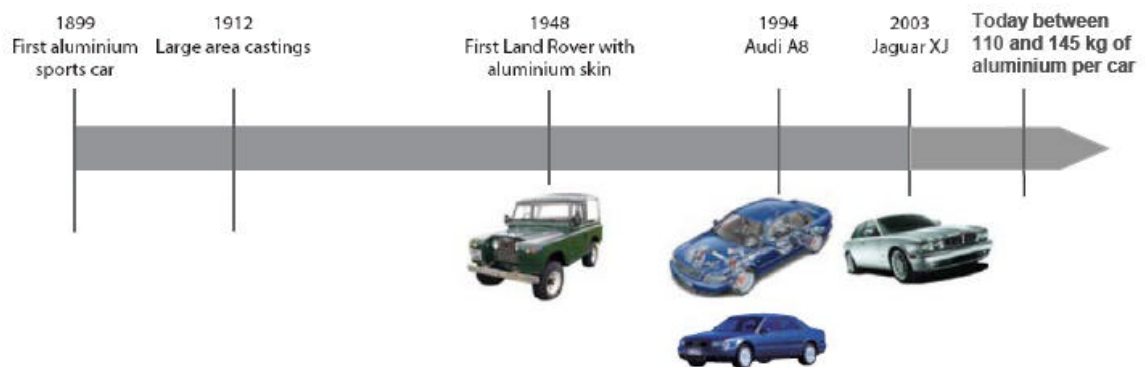 1899
First aluminium
sports car
1912
Large area castings
1948
First Land Rover with
aluminium skin
1994
Audi A8
2003
Jaguar XJ
Today between
110 and 145 kg of
aluminium per car